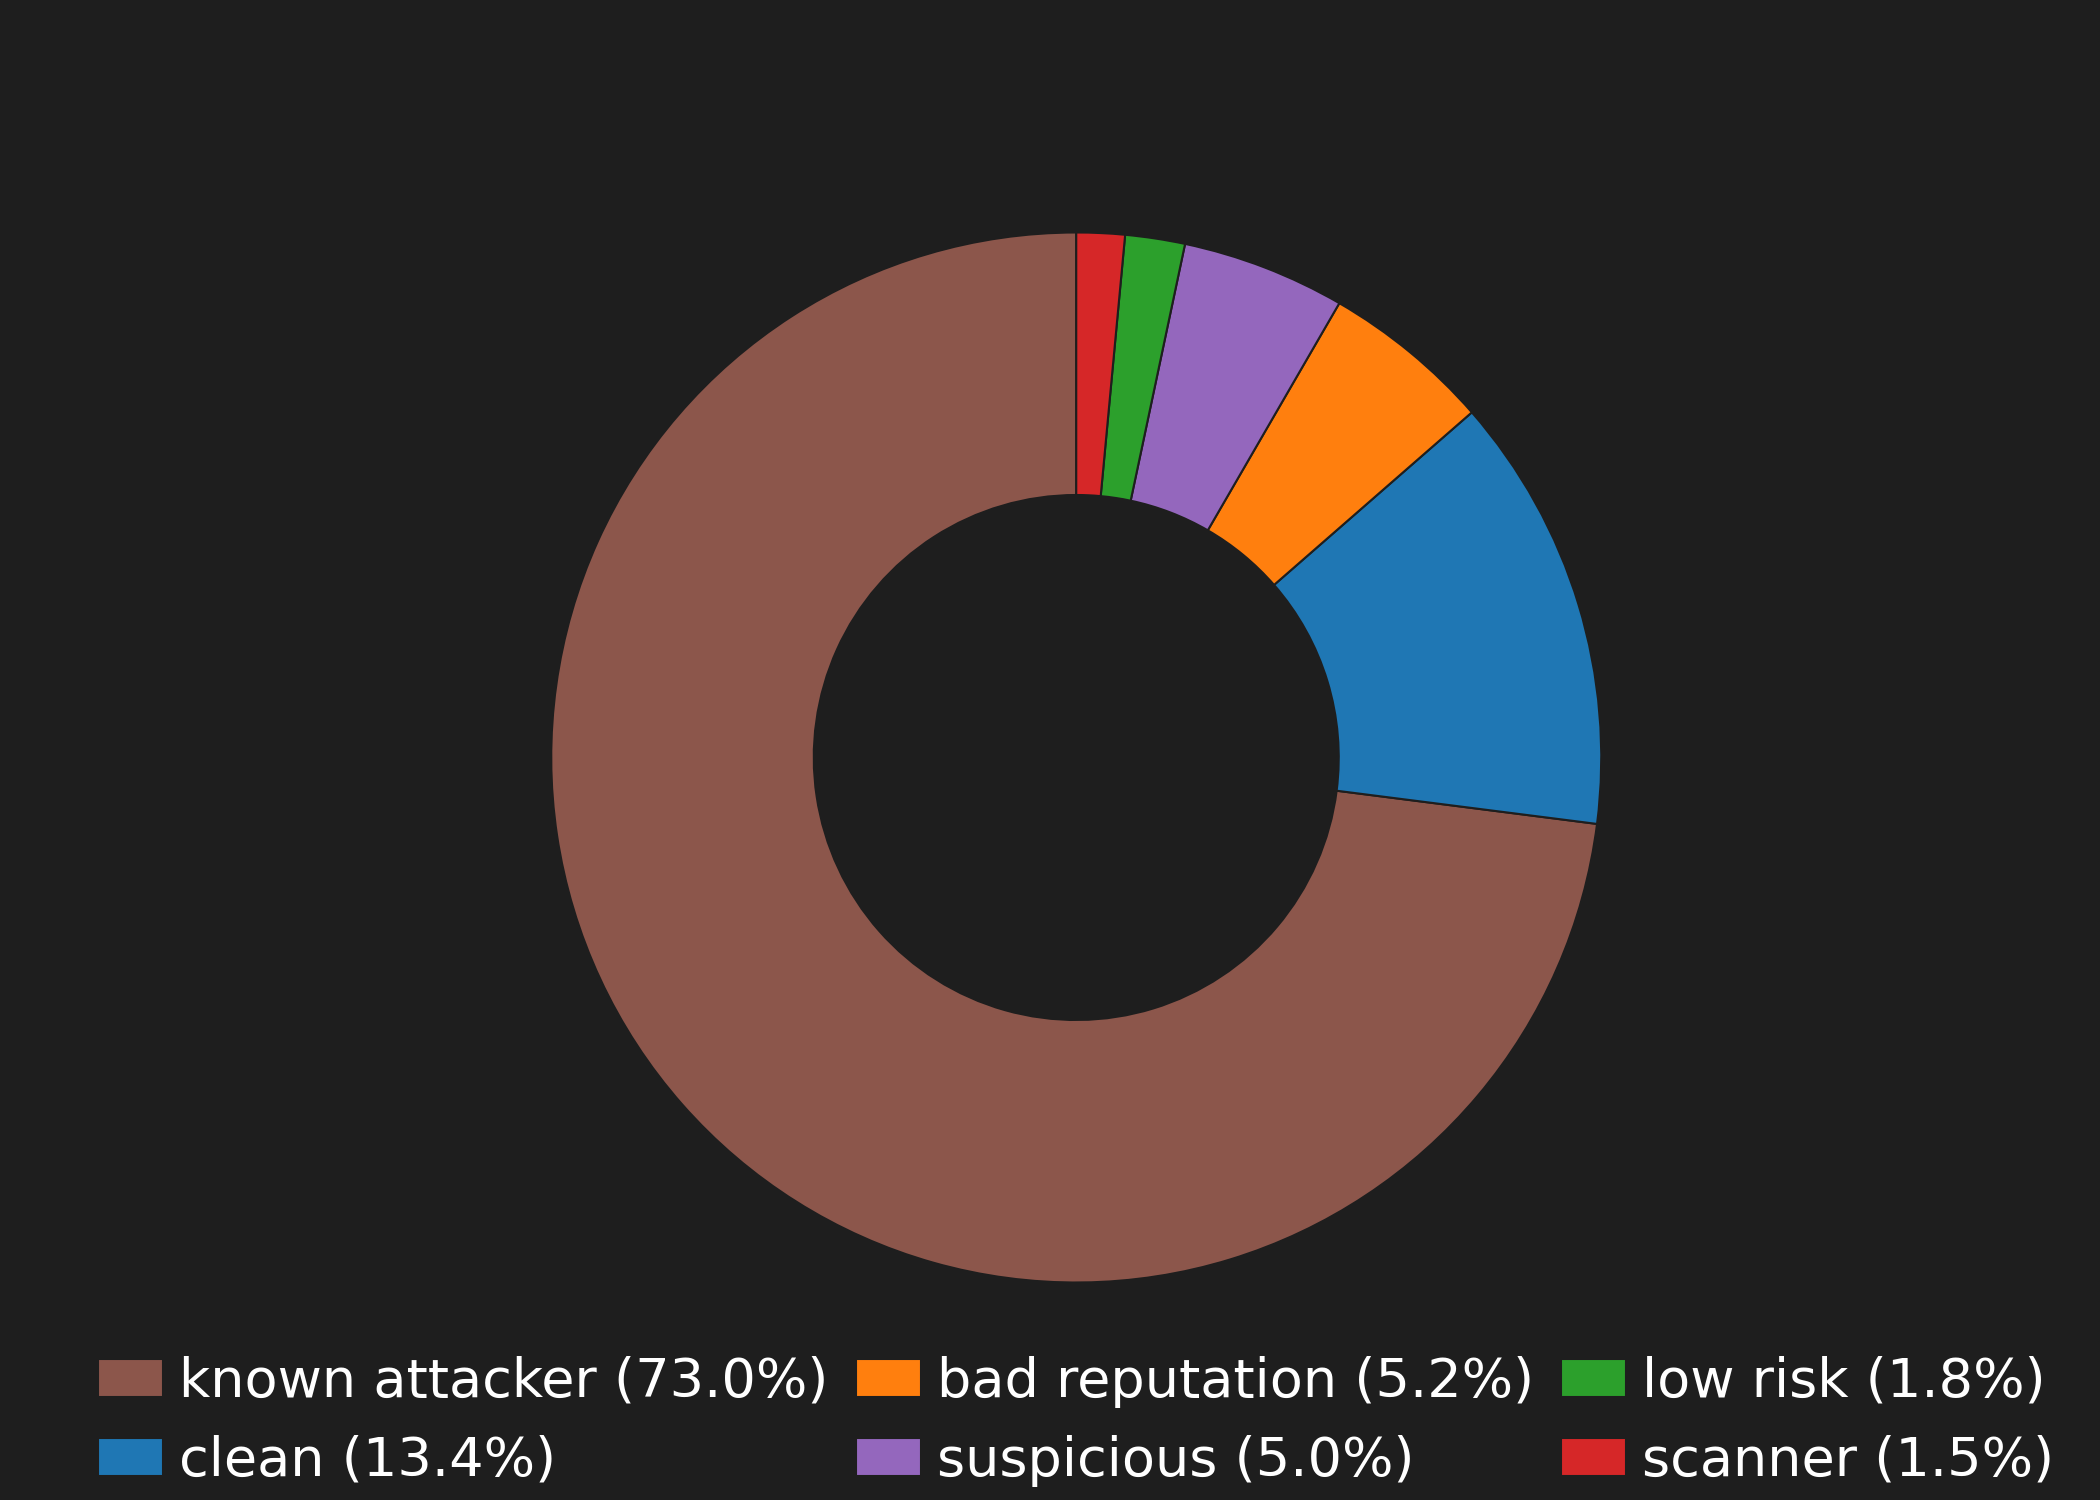 known attacker (73.0%) bad reputation (5.2%) low risk (1.8%)
clean (13.4%) suspicious (5.0%) scanner (1.5%)